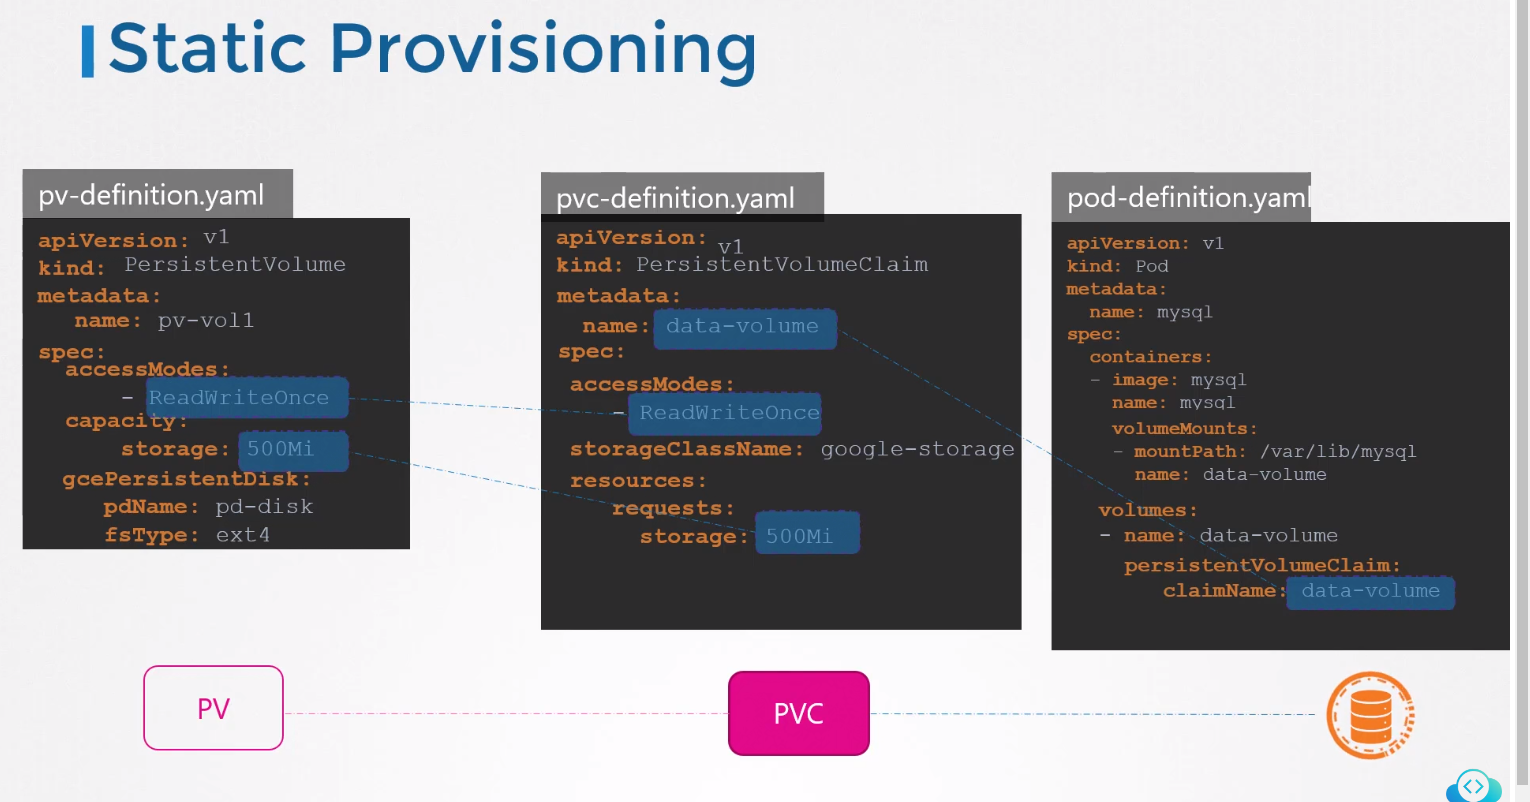 Static Provisioning
pv-definition.yaml
apiVersion: v1
kind: PersistentVolume
metadata:
name: pv-vol1
spec:
accessModes:
- ReadWriteOnce
capacity:
storage: 500Mi
gcePersistentDisk:
pdName: pd-disk
fsType: ext4
pvc-definition.yaml
apiVersion: v1
kind: PersistentVolumeClaim
metadata:
name: data-volume
spec:
accessModes:
- ReadWriteOnce
storageClassName: google-storage
resources:
requests:
storage: 500Mi
pod-definition.yaml
apiVersion: v1
kind: Pod
metadata:
name: mysql
spec:
containers:
- image: mysql
name: mysql
volumeMounts:
- mountPath: /var/lib/mysql
name: data-volume
volumes:
- name: data-volume
persistentVolumeClaim:
claimName: data-volume
PV
PVC